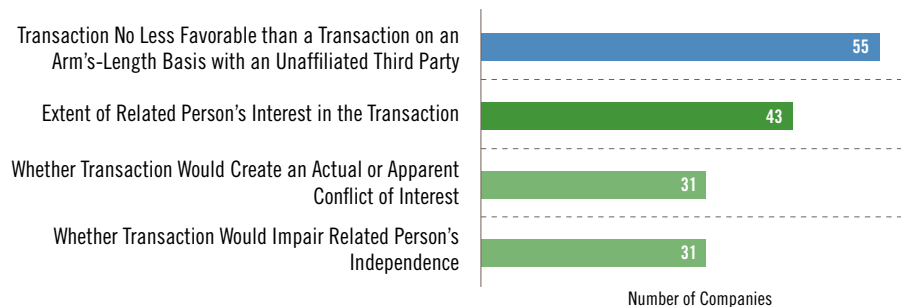 Transaction No Less Favorable than a Transaction on an
Arm’s-Length Basis with an Unaffiliated Third Party
55
Extent of Related Person’s Interest in the Transaction
43
Whether Transaction Would Create an Actual or Apparent
Conflict of Interest
31
Whether Transaction Would Impair Related Person’s
Independence
31
Number of Companies